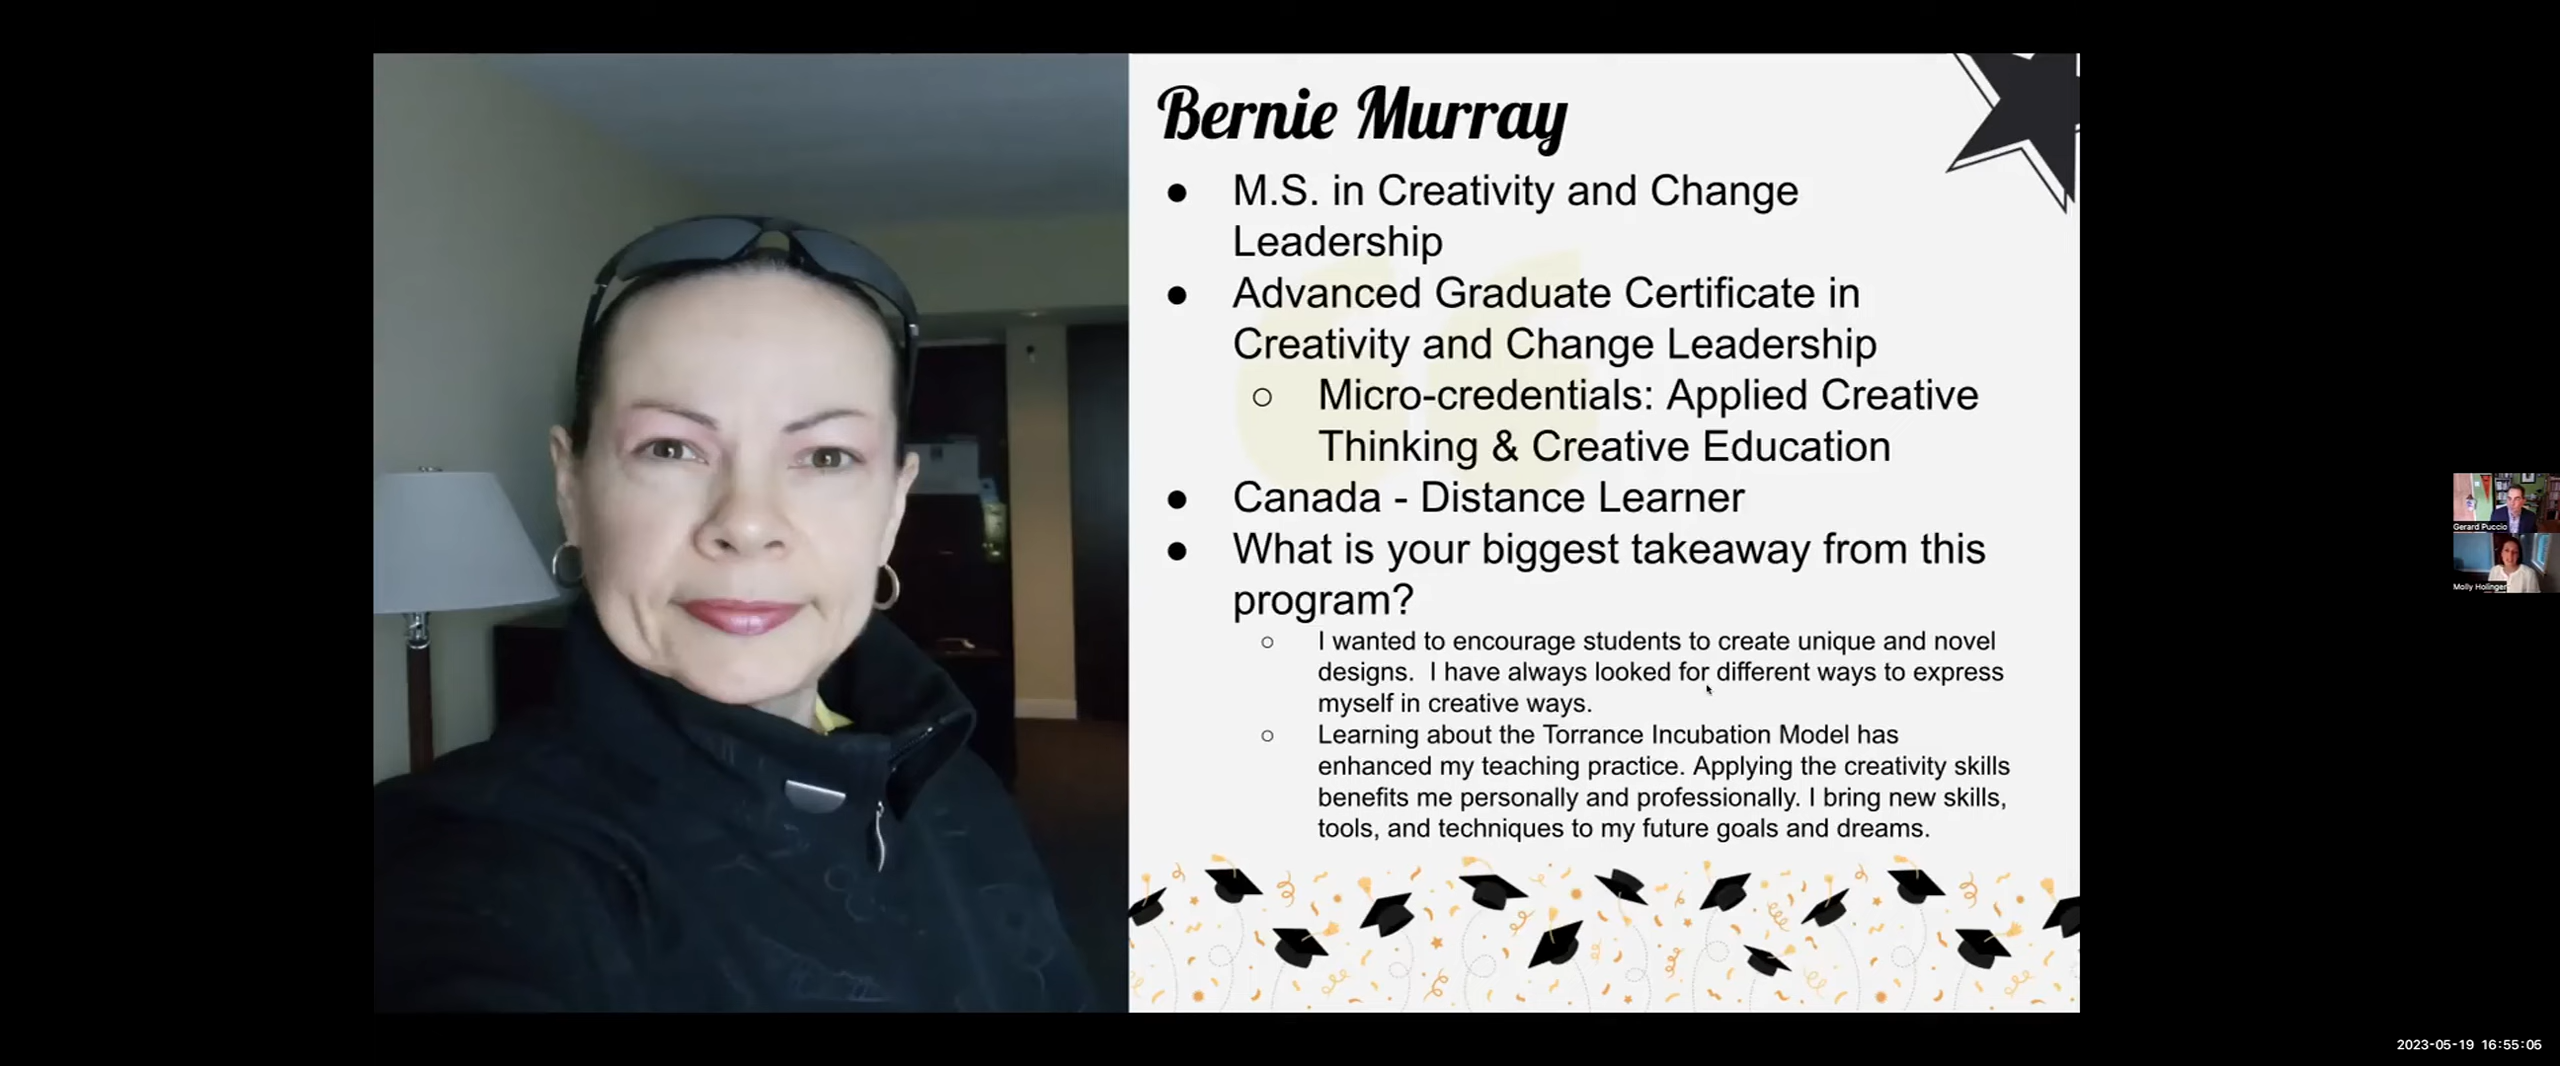 Bernie Murray
● M.S. in Creativity and Change
Leadership
● Advanced Graduate Certificate in
Creativity and Change Leadership
○ Micro-credentials: Applied Creative
Thinking & Creative Education
● Canada - Distance Learner
● What is your biggest takeaway from this
program?
○ I wanted to encourage students to create unique and novel
designs.  I have always looked for different ways to express
myself in creative ways.
○ Learning about the Torrance Incubation Model has
enhanced my teaching practice. Applying the creativity skills
benefits me personally and professionally. I bring new skills,
tools, and techniques to my future goals and dreams.
Gerard Puccio
Molly Holinger
2023-05-19 16:55:05